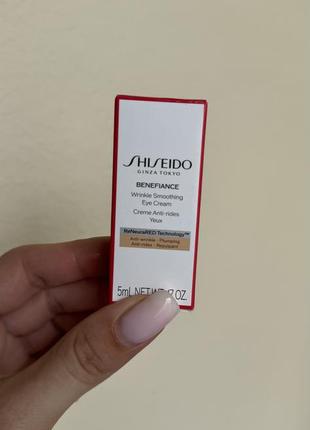 SHISEIDO
GINZA TOKYO
BENEFIANCE
Wrinkle Smoothing
Eye Cream
Crème Anti-rides
Yeux
ReNeuraRED Technology™
Anti-wrinkle · Plumping
Anti-rides · Repulpant
5mL NET WT. OZ.